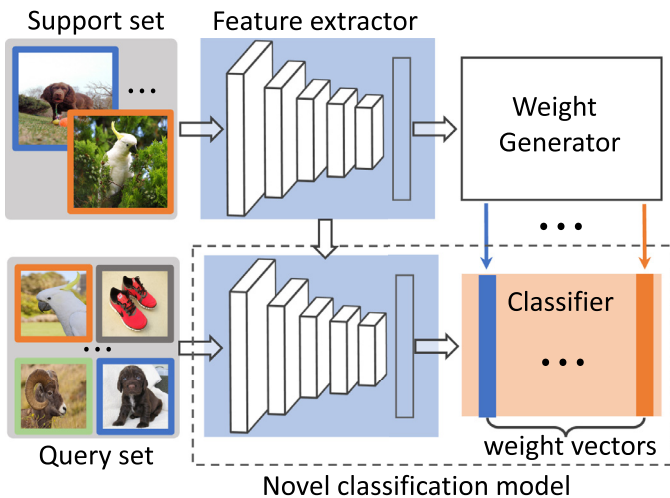 Support set
Feature extractor
Weight
Generator
Classifier
weight vectors
Query set
Novel classification model